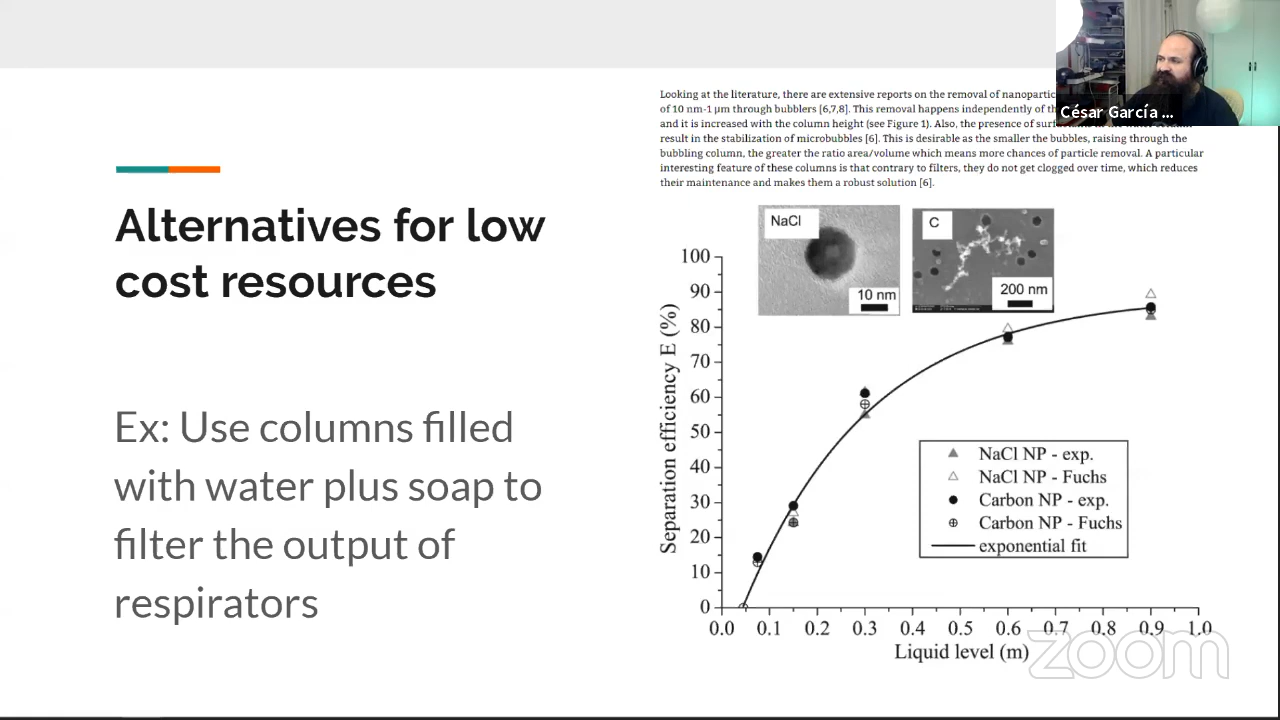 Alternatives for low
cost resources
Ex: Use columns filled
with water plus soap to
filter the output of
respirators
Looking at the literature, there are extensive reports on the removal of
of 10 nm-1 µm through bubblers [6,7,8]. This removal happens independently of
and it is increased with the column height (see Figure 1). Also, the presence of
result in the stabilization of microbubbles [6]. This is desirable as the smaller the bubbles, raising through the
bubbling column, the greater the ratio area/volume which means more chances of particle removal. A particular
interesting feature of these columns is that contrary to filters, they do not get clogged over time, which reduces
their maintenance and makes them a robust solution [6].
César García ...
NaCl
10 nm
C
200 nm
Separation efficiency E (%)
100
90
80
70
60
50
40
30
20
10
0
NaCl NP - exp.
NaCl NP - Fuchs
Carbon NP - exp.
Carbon NP - Fuchs
exponential fit
0.0 0.1 0.2 0.3 0.4 0.5 0.6 0.7 0.8 0.9 1.0
Liquid level (m)
zoom